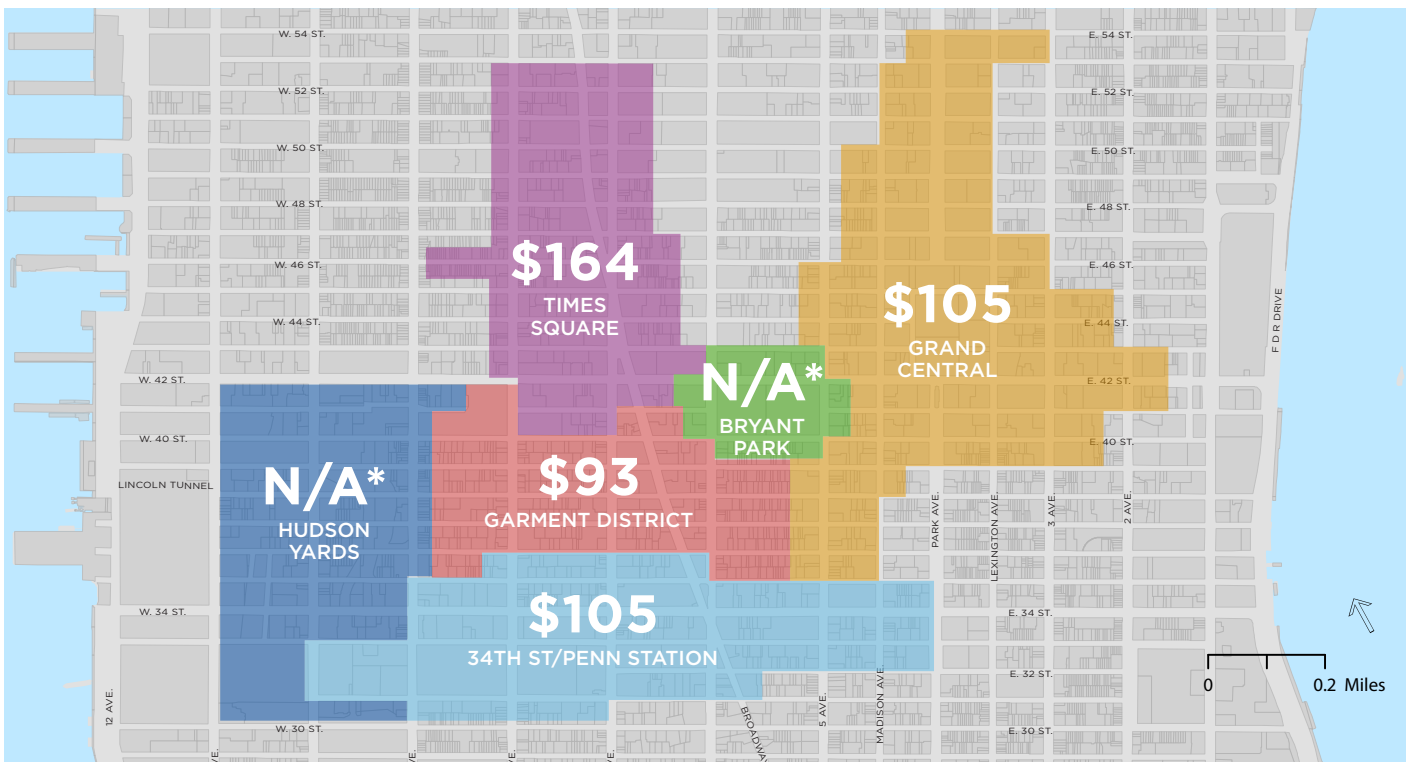 W. 54 ST.
E. 54 ST.
W. 52 ST.
E. 52 ST.
W. 50 ST.
E. 50 ST.
W. 48 ST.
E. 48 ST.
W. 46 ST.
E. 46 ST.
$164
TIMES
SQUARE
$105
GRAND
CENTRAL
W. 44 ST.
E. 44 ST.
F D R DRIVE
W. 42 ST.
E. 42 ST.
N/A*
BRYANT
PARK
W. 40 ST.
E. 40 ST.
LINCOLN TUNNEL
N/A*
HUDSON
YARDS
$93
GARMENT DISTRICT
PARK AVE.
LEXINGTON AVE.
3 AVE.
2 AVE.
W. 34 ST.
E. 34 ST.
$105
34TH ST/PENN STATION
E. 32 ST.
12 AVE.
5 AVE.
MADISON AVE.
BROADWAY
W. 30 ST.
E. 30 ST.
0
0.2 Miles